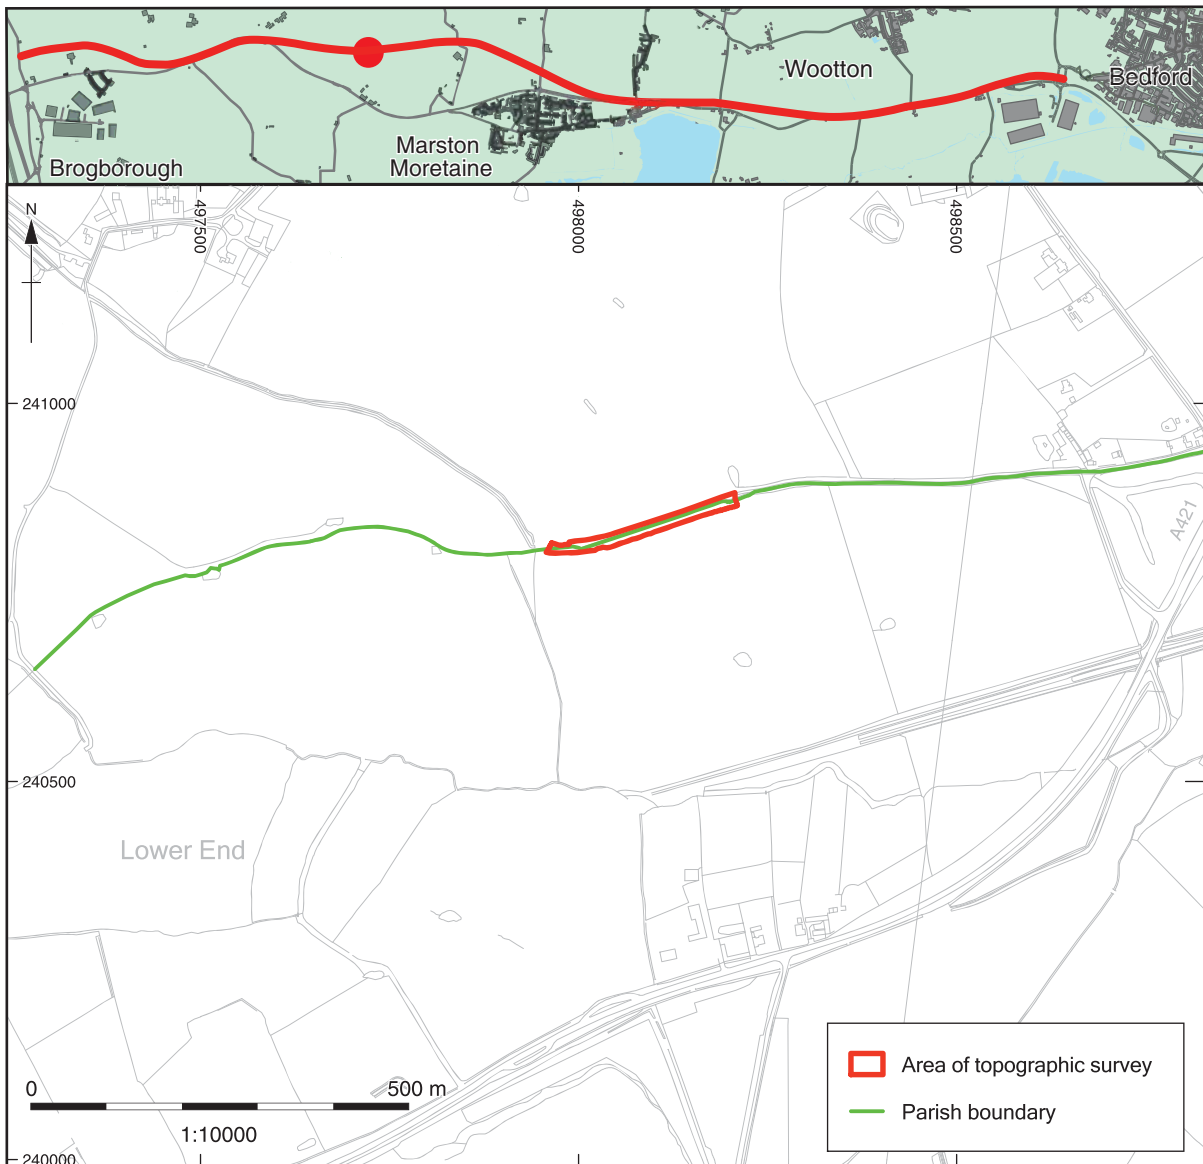 Wootton
Bedford
Marston
Moretaine
Brogborough
N
497500
498000
498500
241000
A421
240500
Lower End
0
500 m
1:10000
240000
Area of topographic survey
Parish boundary